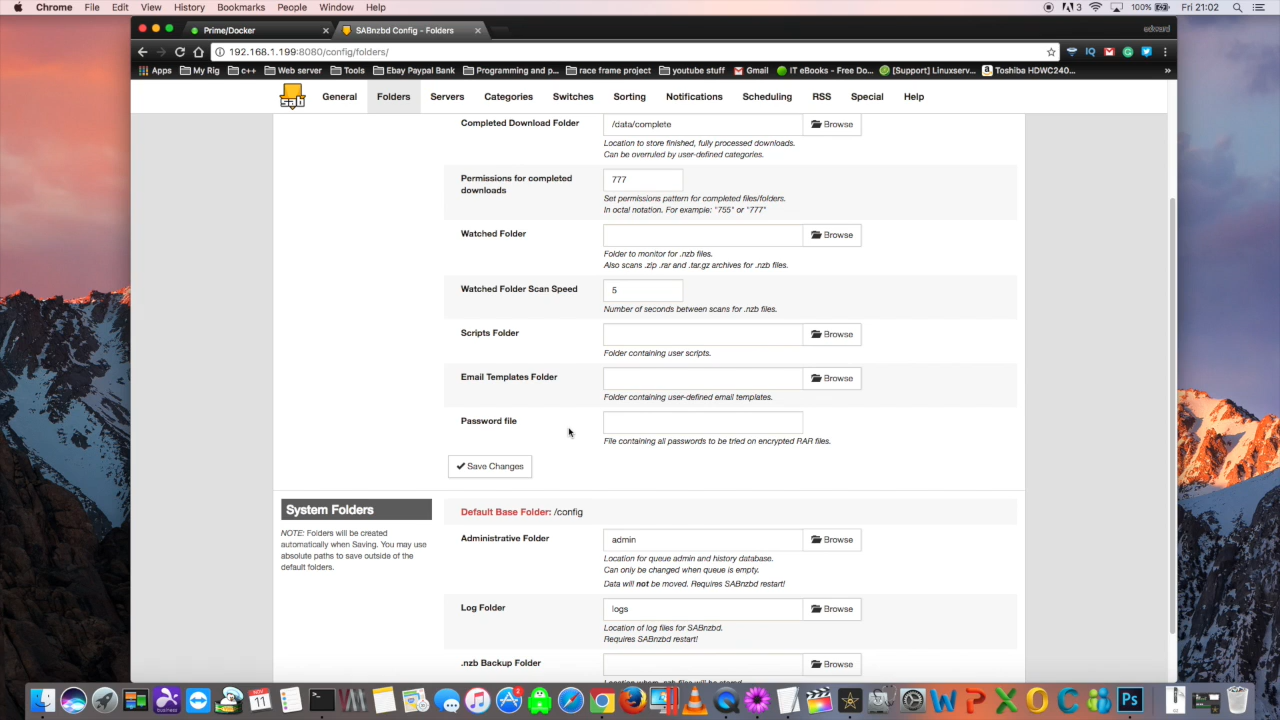 Chrome File Edit View History Bookmarks People Window Help 3 100% Fri 21:02
Prime/Docker SABnzbd Config - Folders
192.168.1.199:8080/config/folders/
Apps My Rig c++ Web server Tools Ebay Paypal Bank Programming and p... race frame project youtube stuff Gmail IT eBooks - Free Do... [Support] Linuxserv... Toshiba HDWC240... »
General Folders Servers Categories Switches Sorting Notifications Scheduling RSS Special Help
Completed Download Folder /data/complete Browse
Location to store finished, fully processed downloads.
Can be overruled by user-defined categories.
Permissions for completed
downloads
777
Set permissions pattern for completed files/folders.
In octal notation. For example: "755" or "777"
Watched Folder Browse
Folder to monitor for .nzb files.
Also scans .zip .rar and .tar.gz archives for .nzb files.
Watched Folder Scan Speed 5
Number of seconds between scans for .nzb files.
Scripts Folder Browse
Folder containing user scripts.
Email Templates Folder Browse
Folder containing user-defined email templates.
Password file
File containing all passwords to be tried on encrypted RAR files.
Save Changes
System Folders
NOTE: Folders will be created
automatically when Saving. You may use
absolute paths to save outside of the
default folders.
Default Base Folder: /config
Administrative Folder admin Browse
Location for queue admin and history database.
Can only be changed when queue is empty.
Data will not be moved. Requires SABnzbd restart!
Log Folder logs Browse
Location of log files for SABnzbd.
Requires SABnzbd restart!
.nzb Backup Folder Browse